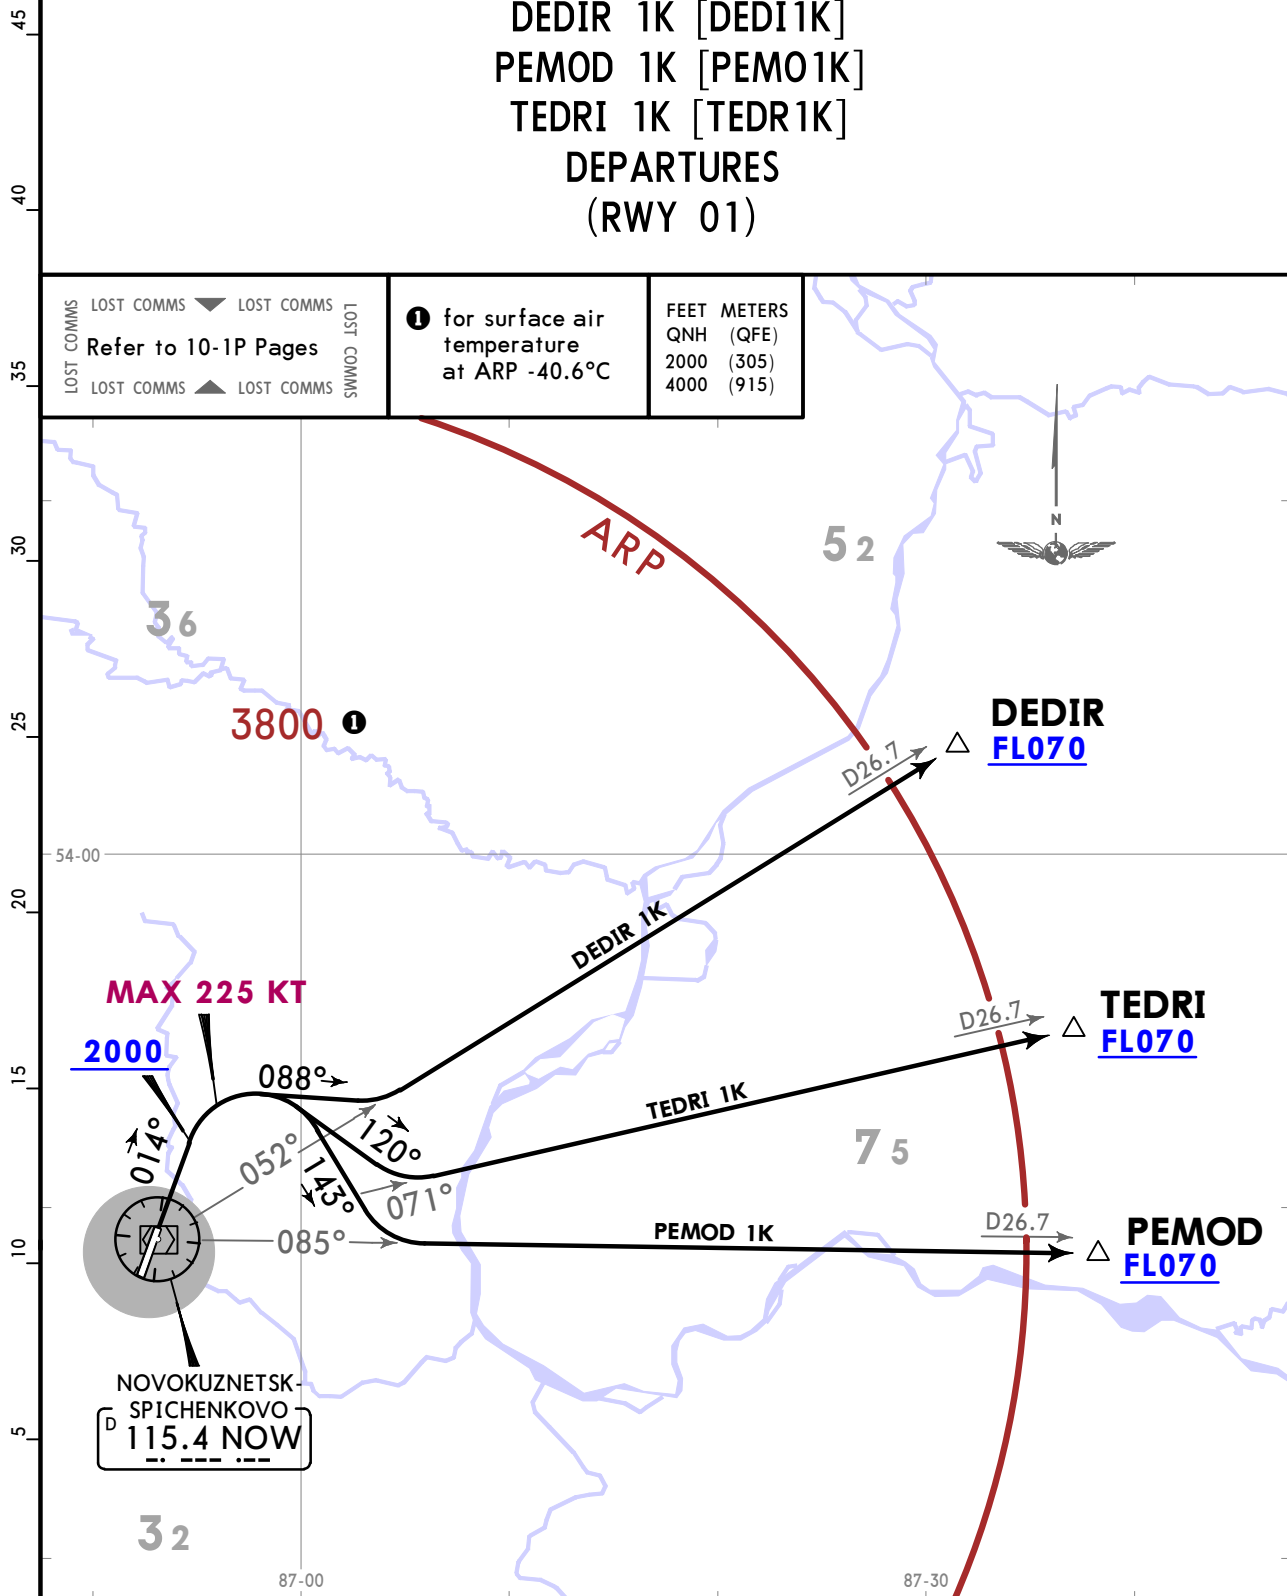 DEDIR 1K [DEDI1K]
PEMOD 1K [PEMO1K]
TEDRI 1K [TEDR1K]
DEPARTURES
(RWY 01)
45
40
35
30
25
20
15
10
5
LOST COMMS LOST COMMS
LOST COMMS
Refer to 10-1P Pages
LOST COMMS
LOST COMMS LOST COMMS
1 for surface air
temperature
at ARP -40.6°C
FEET METERS
QNH (QFE)
2000 (305)
4000 (915)
ARP
52
N
36
3800 1
DEDIR
FL070
D26.7
54-00
DEDIR 1K
MAX 225 KT
TEDRI
FL070
D26.7
2000
088°
TEDRI 1K
014°
120°
052°
143°
071°
75
085°
PEMOD 1K
D26.7
PEMOD
FL070
NOVOKUZNETSK-
SPICHENKOVO
D 115.4 NOW
32
87-00
87-30